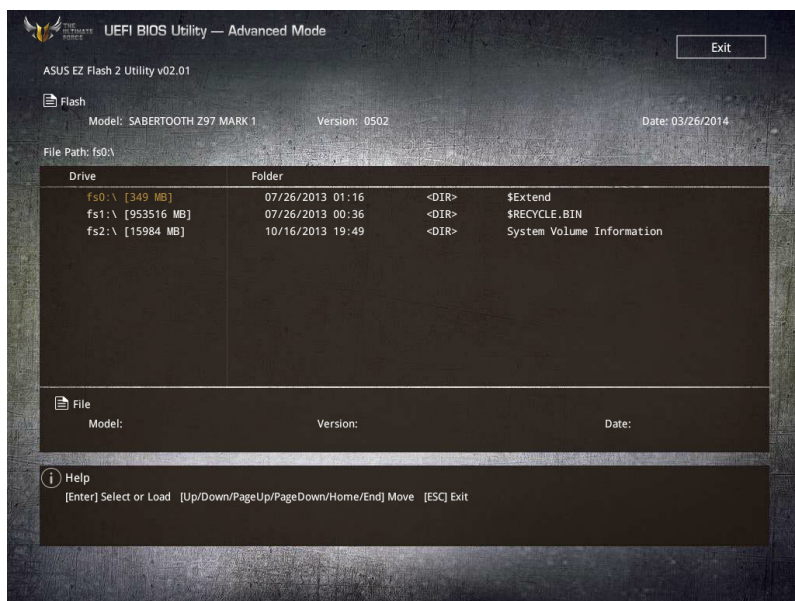 THE
ULTIMATE
FORCE
UEFI BIOS Utility — Advanced Mode
Exit
ASUS EZ Flash 2 Utility v02.01
Flash
Model: SABERTOOTH Z97 MARK 1 Version: 0502 Date: 03/26/2014
File Path: fs0:\
Drive Folder
fs0:\ [349 MB] 07/26/2013 01:16 <DIR> $Extend
fs1:\ [953516 MB] 07/26/2013 00:36 <DIR> $RECYCLE.BIN
fs2:\ [15984 MB] 10/16/2013 19:49 <DIR> System Volume Information
File
Model: Version: Date:
Help
[Enter] Select or Load [Up/Down/PageUp/PageDown/Home/End] Move [ESC] Exit